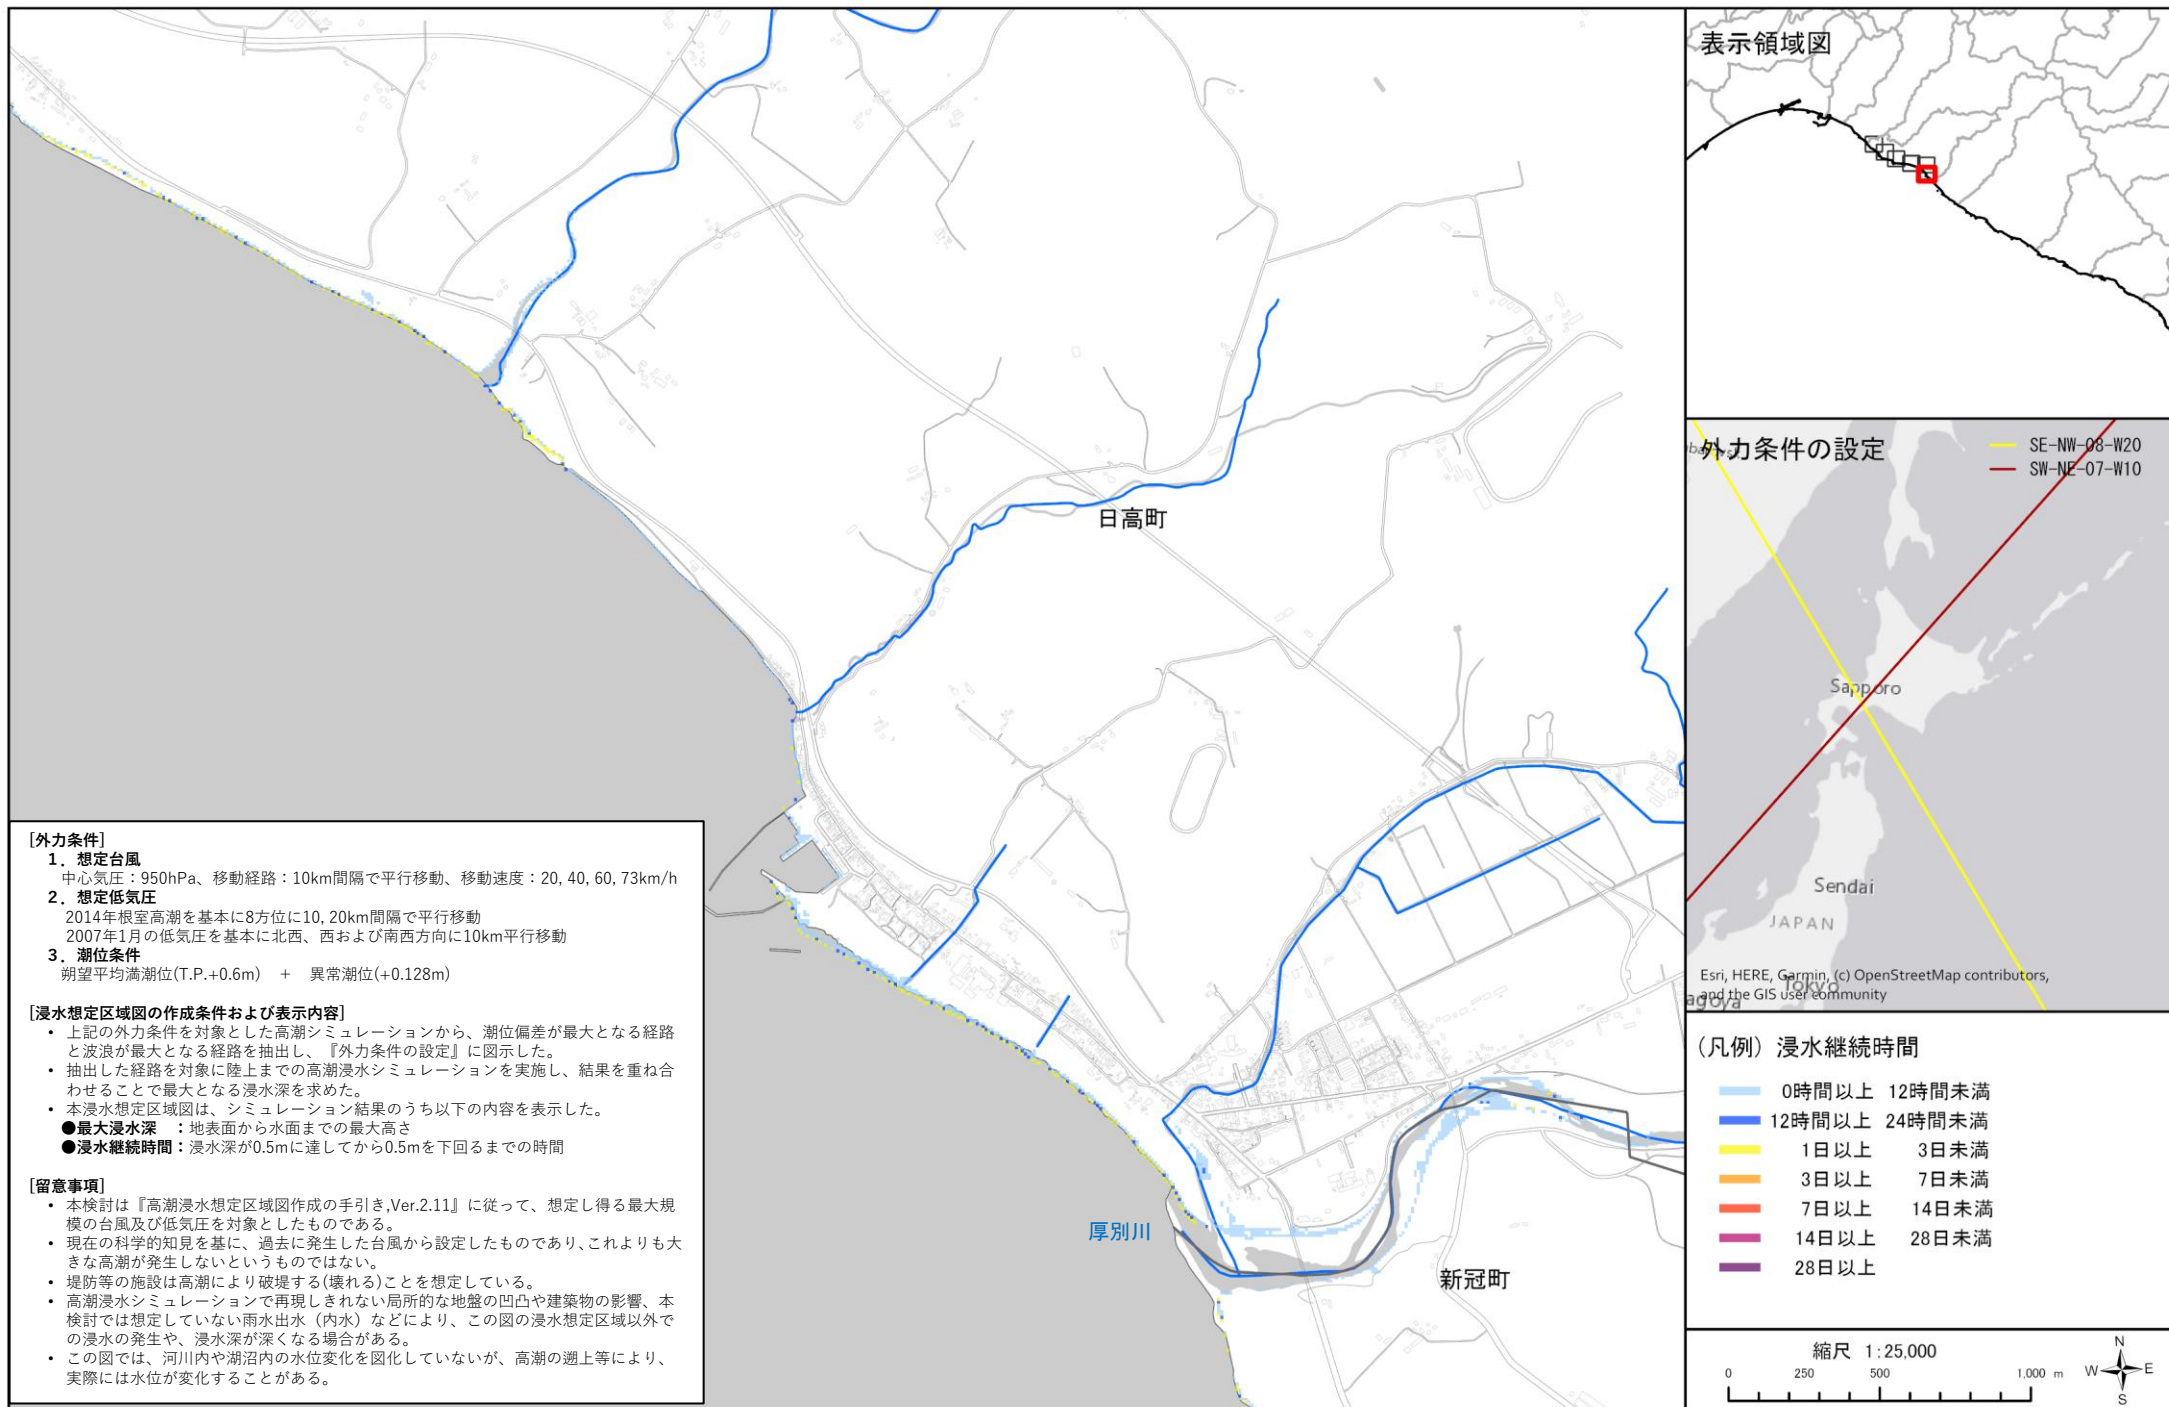 表示領域図
外力条件の設定
SE-NW-08-W20
SW-NE-07-W10
Sapporo
Sendai
JAPAN
Tokyo
agoya
Esri, HERE, Garmin, (c) OpenStreetMap contributors,
and the GIS user community
日高町
厚別川
新冠町
[外力条件]
1．想定台風
中心気圧：950hPa、移動経路：10km間隔で平行移動、移動速度：20, 40, 60, 73km/h
2．想定低気圧
2014年根室高潮を基本に8方位に10, 20km間隔で平行移動
2007年1月の低気圧を基本に北西、西および南西方向に10km平行移動
3．潮位条件
朔望平均満潮位(T.P.+0.6m) + 異常潮位(+0.128m)
[浸水想定区域図の作成条件および表示内容]
• 上記の外力条件を対象とした高潮シミュレーションから、潮位偏差が最大となる経路
と波浪が最大となる経路を抽出し、『外力条件の設定』に図示した。
• 抽出した経路を対象に陸上までの高潮浸水シミュレーションを実施し、結果を重ね合
わせることで最大となる浸水深を求めた。
• 本浸水想定区域図は、シミュレーション結果のうち以下の内容を表示した。
●最大浸水深 ：地表面から水面までの最大高さ
●浸水継続時間：浸水深が0.5mに達してから0.5mを下回るまでの時間
[留意事項]
• 本検討は『高潮浸水想定区域図作成の手引き,Ver.2.11』に従って、想定し得る最大規
模の台風及び低気圧を対象としたものである。
• 現在の科学的知見を基に、過去に発生した台風から設定したものであり、これよりも大
きな高潮が発生しないというものではない。
• 堤防等の施設は高潮により破堤する(壊れる)ことを想定している。
• 高潮浸水シミュレーションで再現しきれない局所的な地盤の凹凸や建築物の影響、本
検討では想定していない雨水出水（内水）などにより、この図の浸水想定区域以外で
の浸水の発生や、浸水深が深くなる場合がある。
• この図では、河川内や湖沼内の水位変化を図化していないが、高潮の遡上等により、
実際には水位が変化することがある。
(凡例) 浸水継続時間
0時間以上 12時間未満
12時間以上 24時間未満
1日以上 3日未満
3日以上 7日未満
7日以上 14日未満
14日以上 28日未満
28日以上
縮尺 1:25,000
0 250 500 1,000 m
N
W E
S